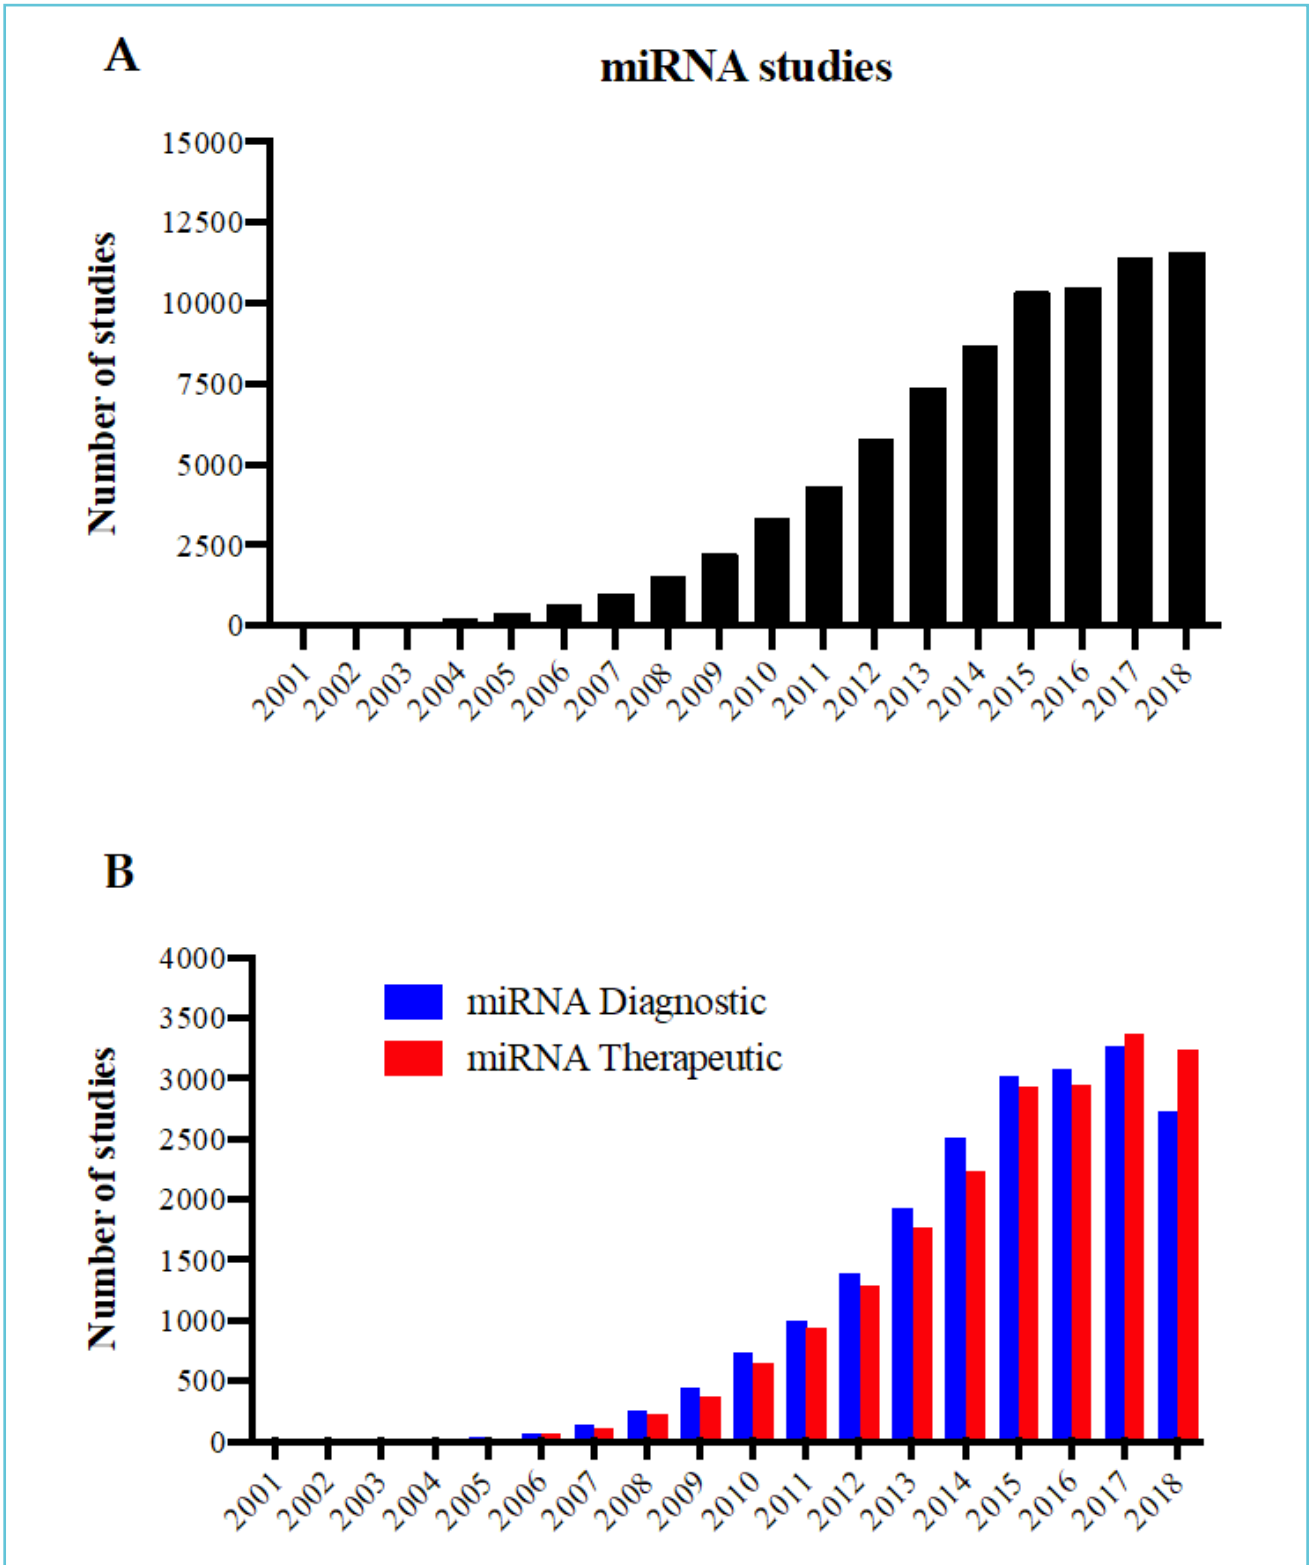 A
miRNA studies
Number of studies
15000
12500
10000
7500
5000
2500
0
2001 2002 2003 2004 2005 2006 2007 2008 2009 2010 2011 2012 2013 2014 2015 2016 2017 2018
B
Number of studies
4000
3500
3000
2500
2000
1500
1000
500
0
miRNA Diagnostic
miRNA Therapeutic
2001 2002 2003 2004 2005 2006 2007 2008 2009 2010 2011 2012 2013 2014 2015 2016 2017 2018